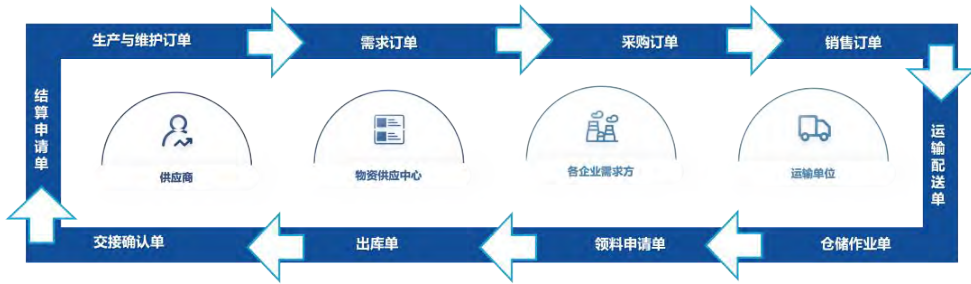 生产与维护订单
需求订单
采购订单
销售订单
结算申请单
运输配送单
供应商
物资供应中心
各企业需求方
运输单位
交接确认单
出库单
领料申请单
仓储作业单